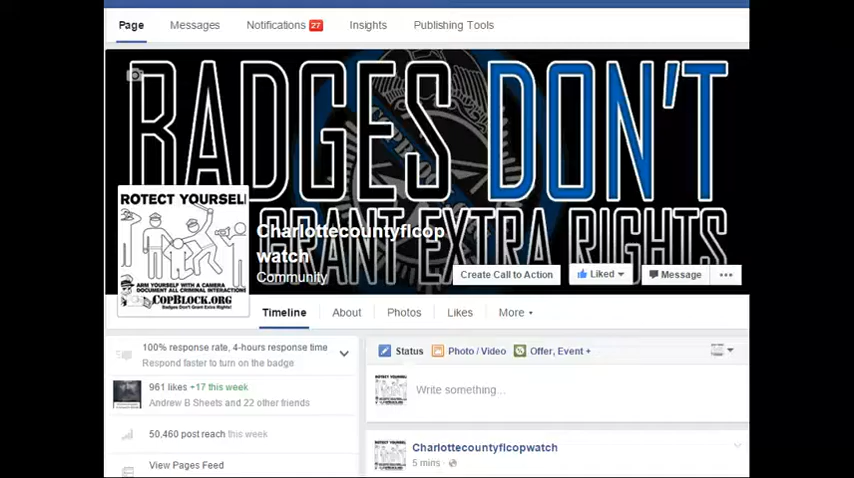 Page Messages Notifications 27 Insights Publishing Tools
BADGES DON'T
GRANT EXTRA RIGHTS
COPBLOCK
ROTECT YOURSEL
ARM YOURSELF WITH A CAMERA
DOCUMENT ALL CRIMINAL INTERACTIONS
COPBLOCK.ORG
Badges Don't Grant Extra Rights!
Charlottecountyflcop
watch
Community
Create Call to Action Liked Message
Timeline About Photos Likes More
100% response rate, 4-hours response time
Respond faster to turn on the badge
961 likes +17 this week
Andrew B Sheets and 22 other friends
50,460 post reach this week
View Pages Feed
Status Photo / Video Offer, Event +
Write something...
Charlottecountyflcopwatch
5 mins ·